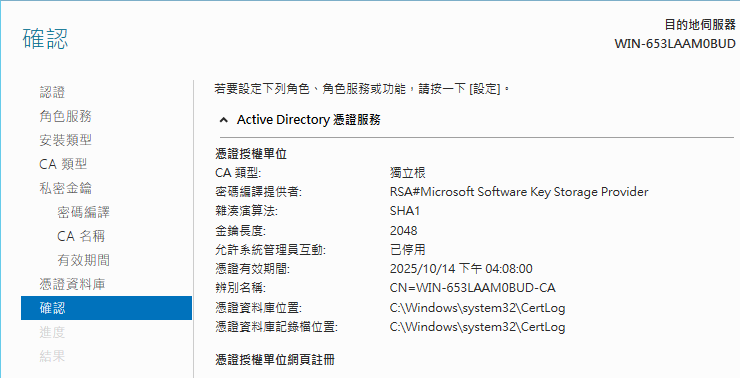 確認
目的地伺服器
WIN-653LAAM0BUD
認證
角色服務
安裝類型
CA 類型
私密金鑰
密碼編譯
CA 名稱
有效期間
憑證資料庫
確認
進度
結果
若要設定下列角色、角色服務或功能，請按一下 [設定]。
Active Directory 憑證服務
憑證授權單位
CA 類型: 獨立根
密碼編譯提供者: RSA#Microsoft Software Key Storage Provider
雜湊演算法: SHA1
金鑰長度: 2048
允許系統管理員互動: 已停用
憑證有效期間: 2025/10/14 下午 04:08:00
辨別名稱: CN=WIN-653LAAM0BUD-CA
憑證資料庫位置: C:\Windows\system32\CertLog
憑證資料庫記錄檔位置: C:\Windows\system32\CertLog
憑證授權單位網頁註冊